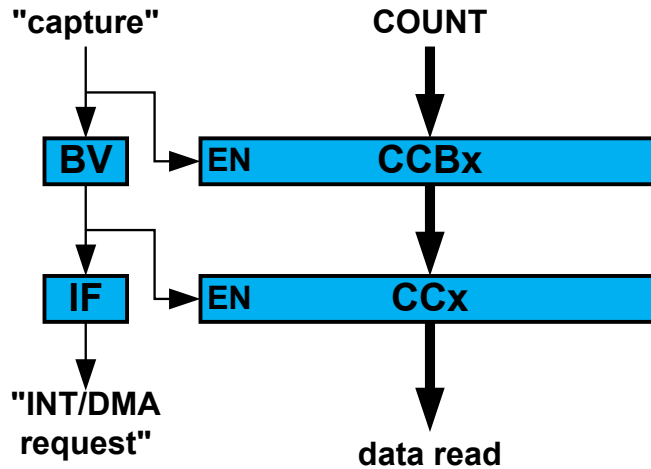 "capture"
COUNT
BV
EN
CCBx
IF
EN
CCx
"INT/DMA
request"
data read